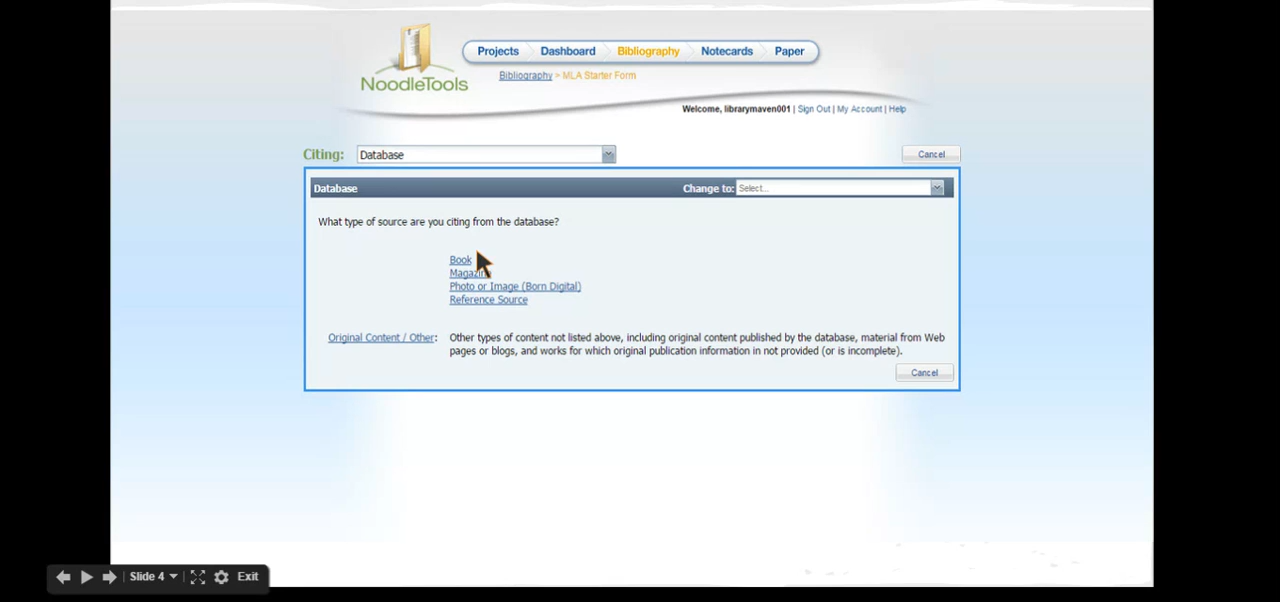 Projects Dashboard Bibliography Notecards Paper
Bibliography > MLA Starter Form
NoodleTools
Welcome, librarymaven001 | Sign Out | My Account | Help
Citing: Database Cancel
Database Change to: Select...
What type of source are you citing from the database?
Book
Magazine
Photo or Image (Born Digital)
Reference Source
Original Content / Other: Other types of content not listed above, including original content published by the database, material from Web
pages or blogs, and works for which original publication information in not provided (or is incomplete).
Cancel
Slide 4 Exit